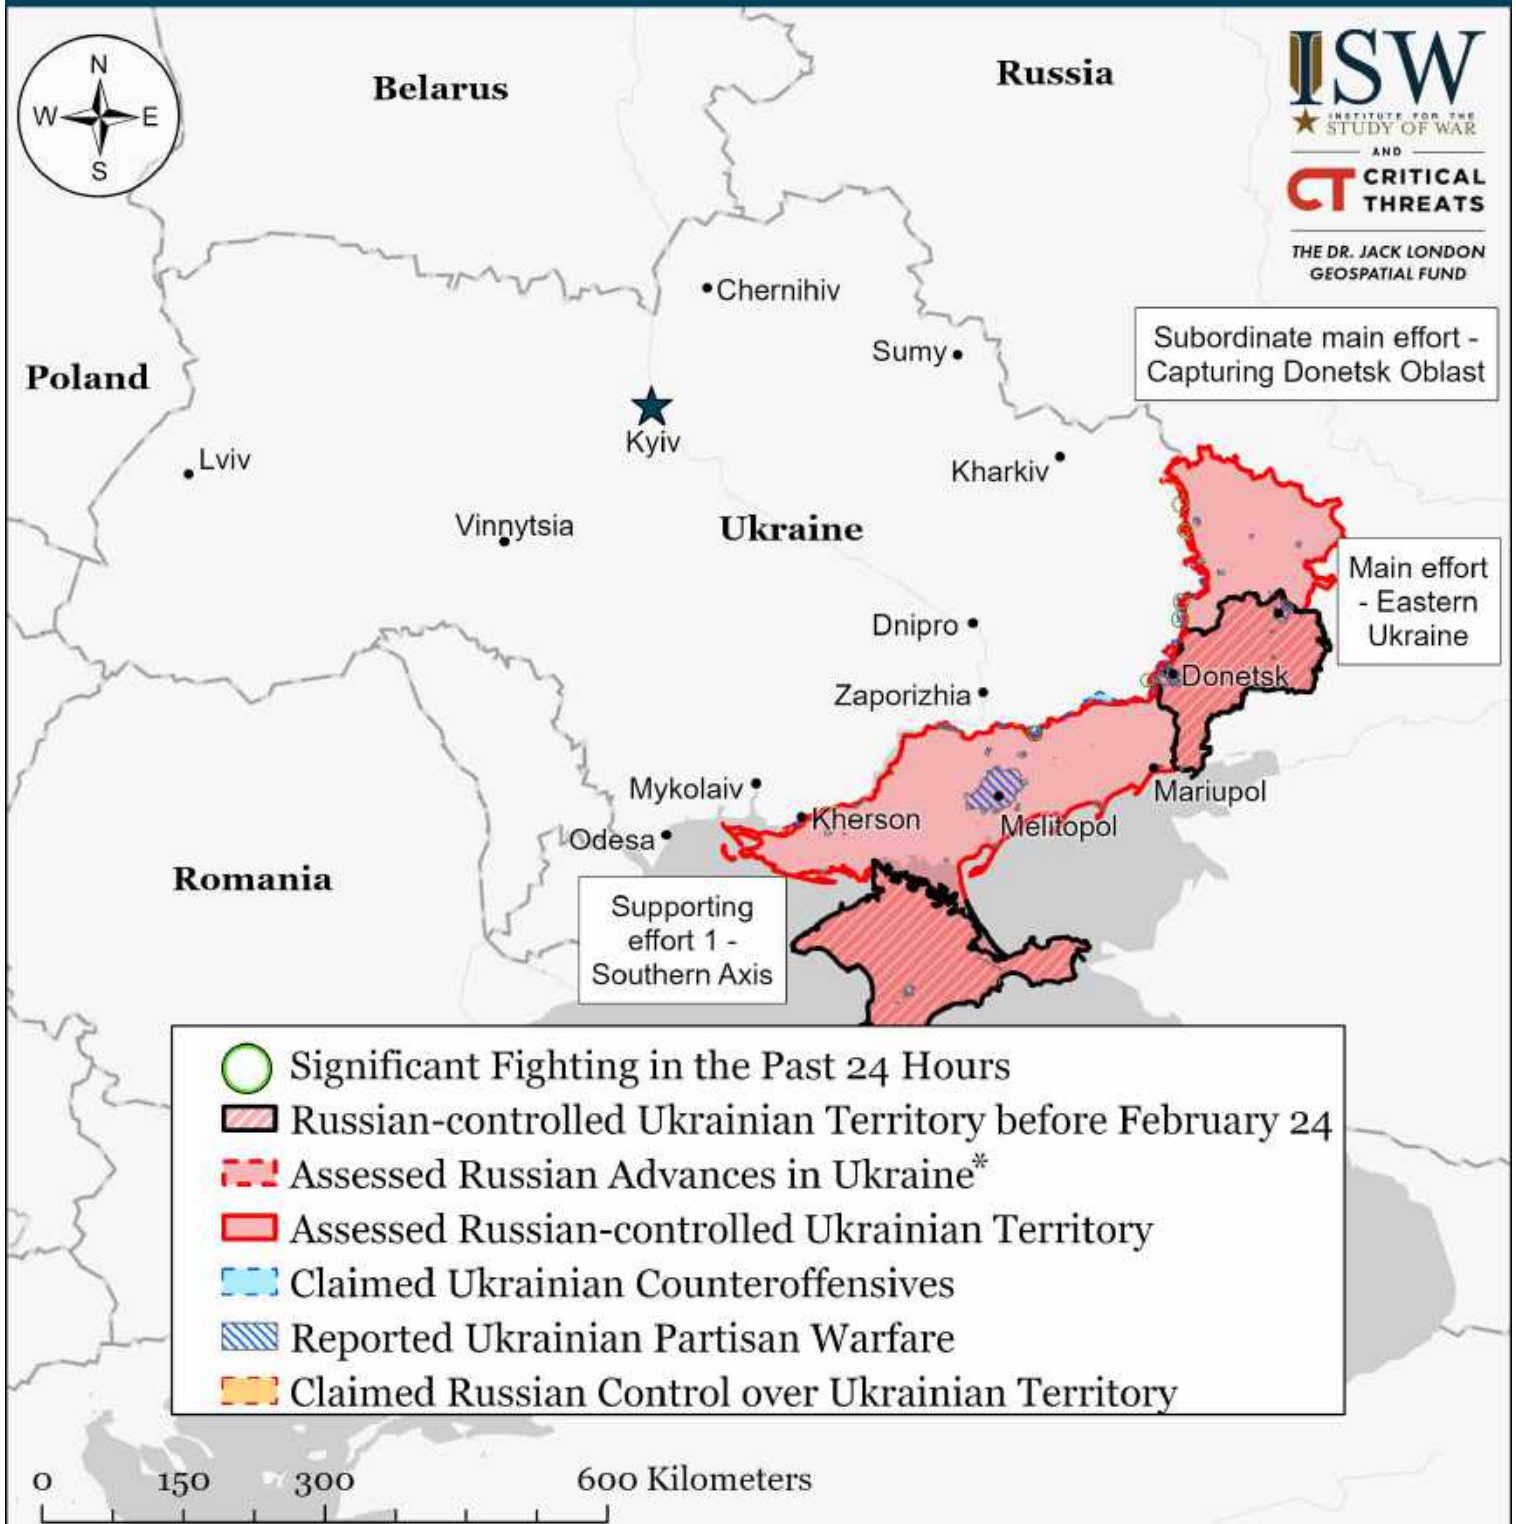 N
W
E
S
Belarus
Russia
ISW
INSTITUTE FOR THE
STUDY OF WAR
AND
CT CRITICAL
THREATS
THE DR. JACK LONDON
GEOSPATIAL FUND
Chernihiv
Subordinate main effort -
Capturing Donetsk Oblast
Sumy
Poland
Kyiv
Lviv
Kharkiv
Vinnytsia
Ukraine
Main effort
- Eastern
Ukraine
Dnipro
Donetsk
Zaporizhia
Mykolaiv
Mariupol
Kherson
Melitopol
Odesa
Romania
Supporting
effort 1 -
Southern Axis
Significant Fighting in the Past 24 Hours
Russian-controlled Ukrainian Territory before February 24
Assessed Russian Advances in Ukraine*
Assessed Russian-controlled Ukrainian Territory
Claimed Ukrainian Counteroffensives
Reported Ukrainian Partisan Warfare
Claimed Russian Control over Ukrainian Territory
0 150 300 600 Kilometers